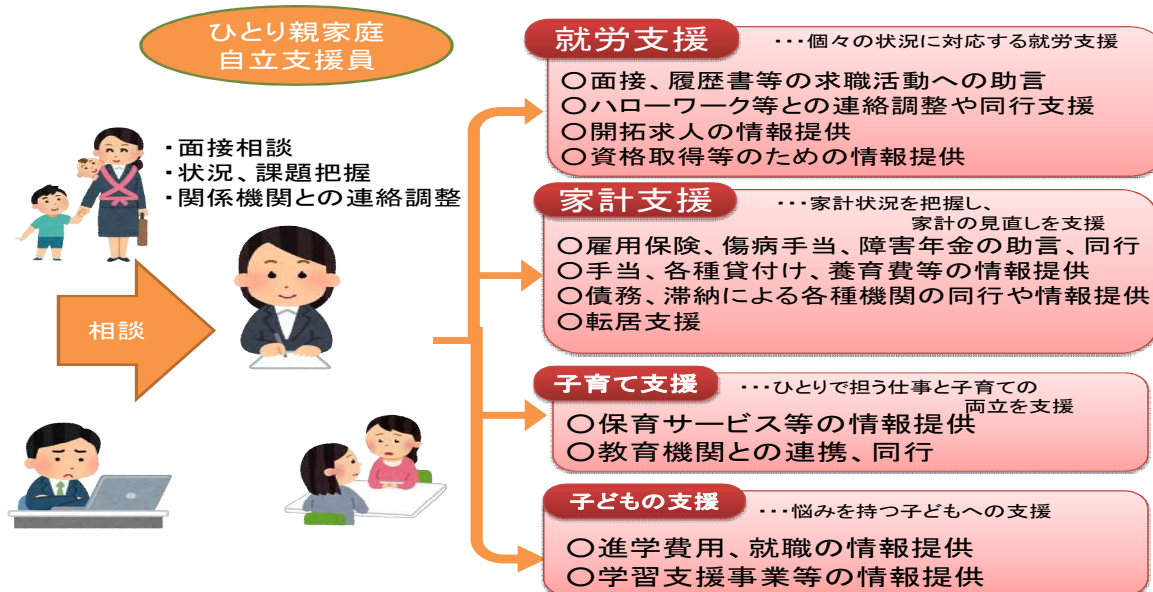 ひとり親家庭
自立支援員
・面接相談
・状況、課題把握
・関係機関との連絡調整
相談
就労支援 ・・・個々の状況に対応する就労支援
○面接、履歴書等の求職活動への助言
○ハローワーク等との連絡調整や同行支援
○開拓求人の情報提供
○資格取得等のための情報提供
家計支援 ・・・家計状況を把握し、
家計の見直しを支援
○雇用保険、傷病手当、障害年金の助言、同行
○手当、各種貸付け、養育費等の情報提供
○債務、滞納による各種機関の同行や情報提供
○転居支援
子育て支援 ・・・ひとりで担う仕事と子育ての
両立を支援
○保育サービス等の情報提供
○教育機関との連携、同行
子どもの支援 ・・・悩みを持つ子どもへの支援
○進学費用、就職の情報提供
○学習支援事業等の情報提供